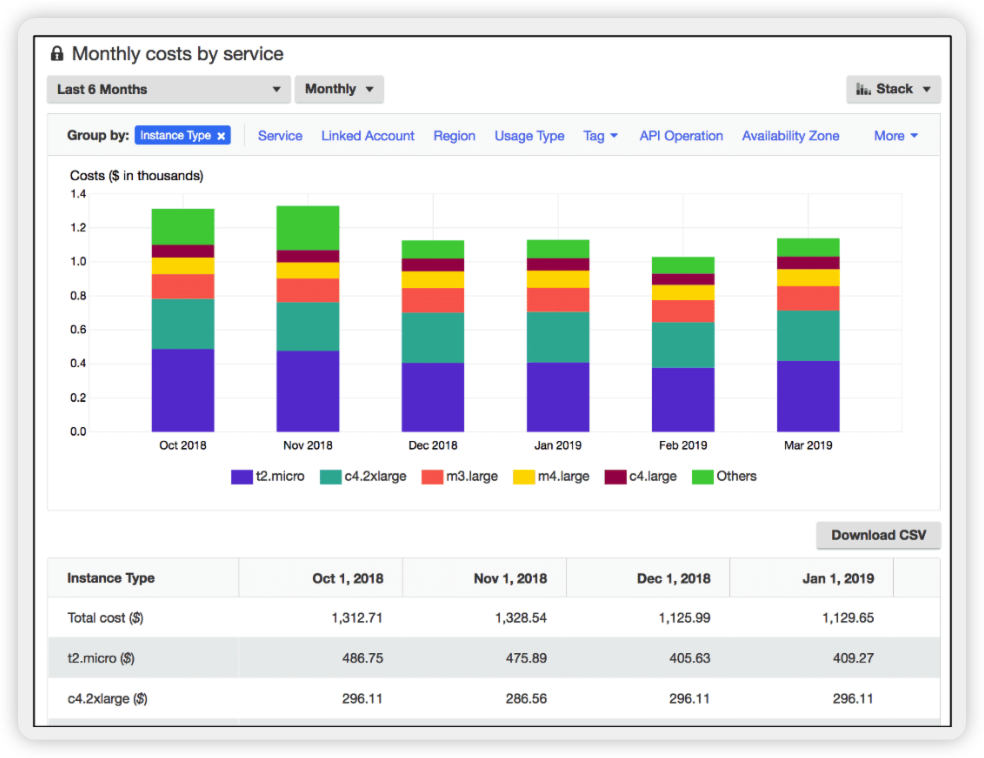 Monthly costs by service
Last 6 Months Monthly Stack
Group by: Instance Type × Service Linked Account Region Usage Type Tag API Operation Availability Zone More
Costs ($ in thousands)
1.4
1.2
1.0
0.8
0.6
0.4
0.2
0.0
Oct 2018 Nov 2018 Dec 2018 Jan 2019 Feb 2019 Mar 2019
t2.micro c4.2xlarge m3.large m4.large c4.large Others
Download CSV
Instance Type Oct 1, 2018 Nov 1, 2018 Dec 1, 2018 Jan 1, 2019
Total cost ($) 1,312.71 1,328.54 1,125.99 1,129.65
t2.micro ($) 486.75 475.89 405.63 409.27
c4.2xlarge ($) 296.11 286.56 296.11 296.11